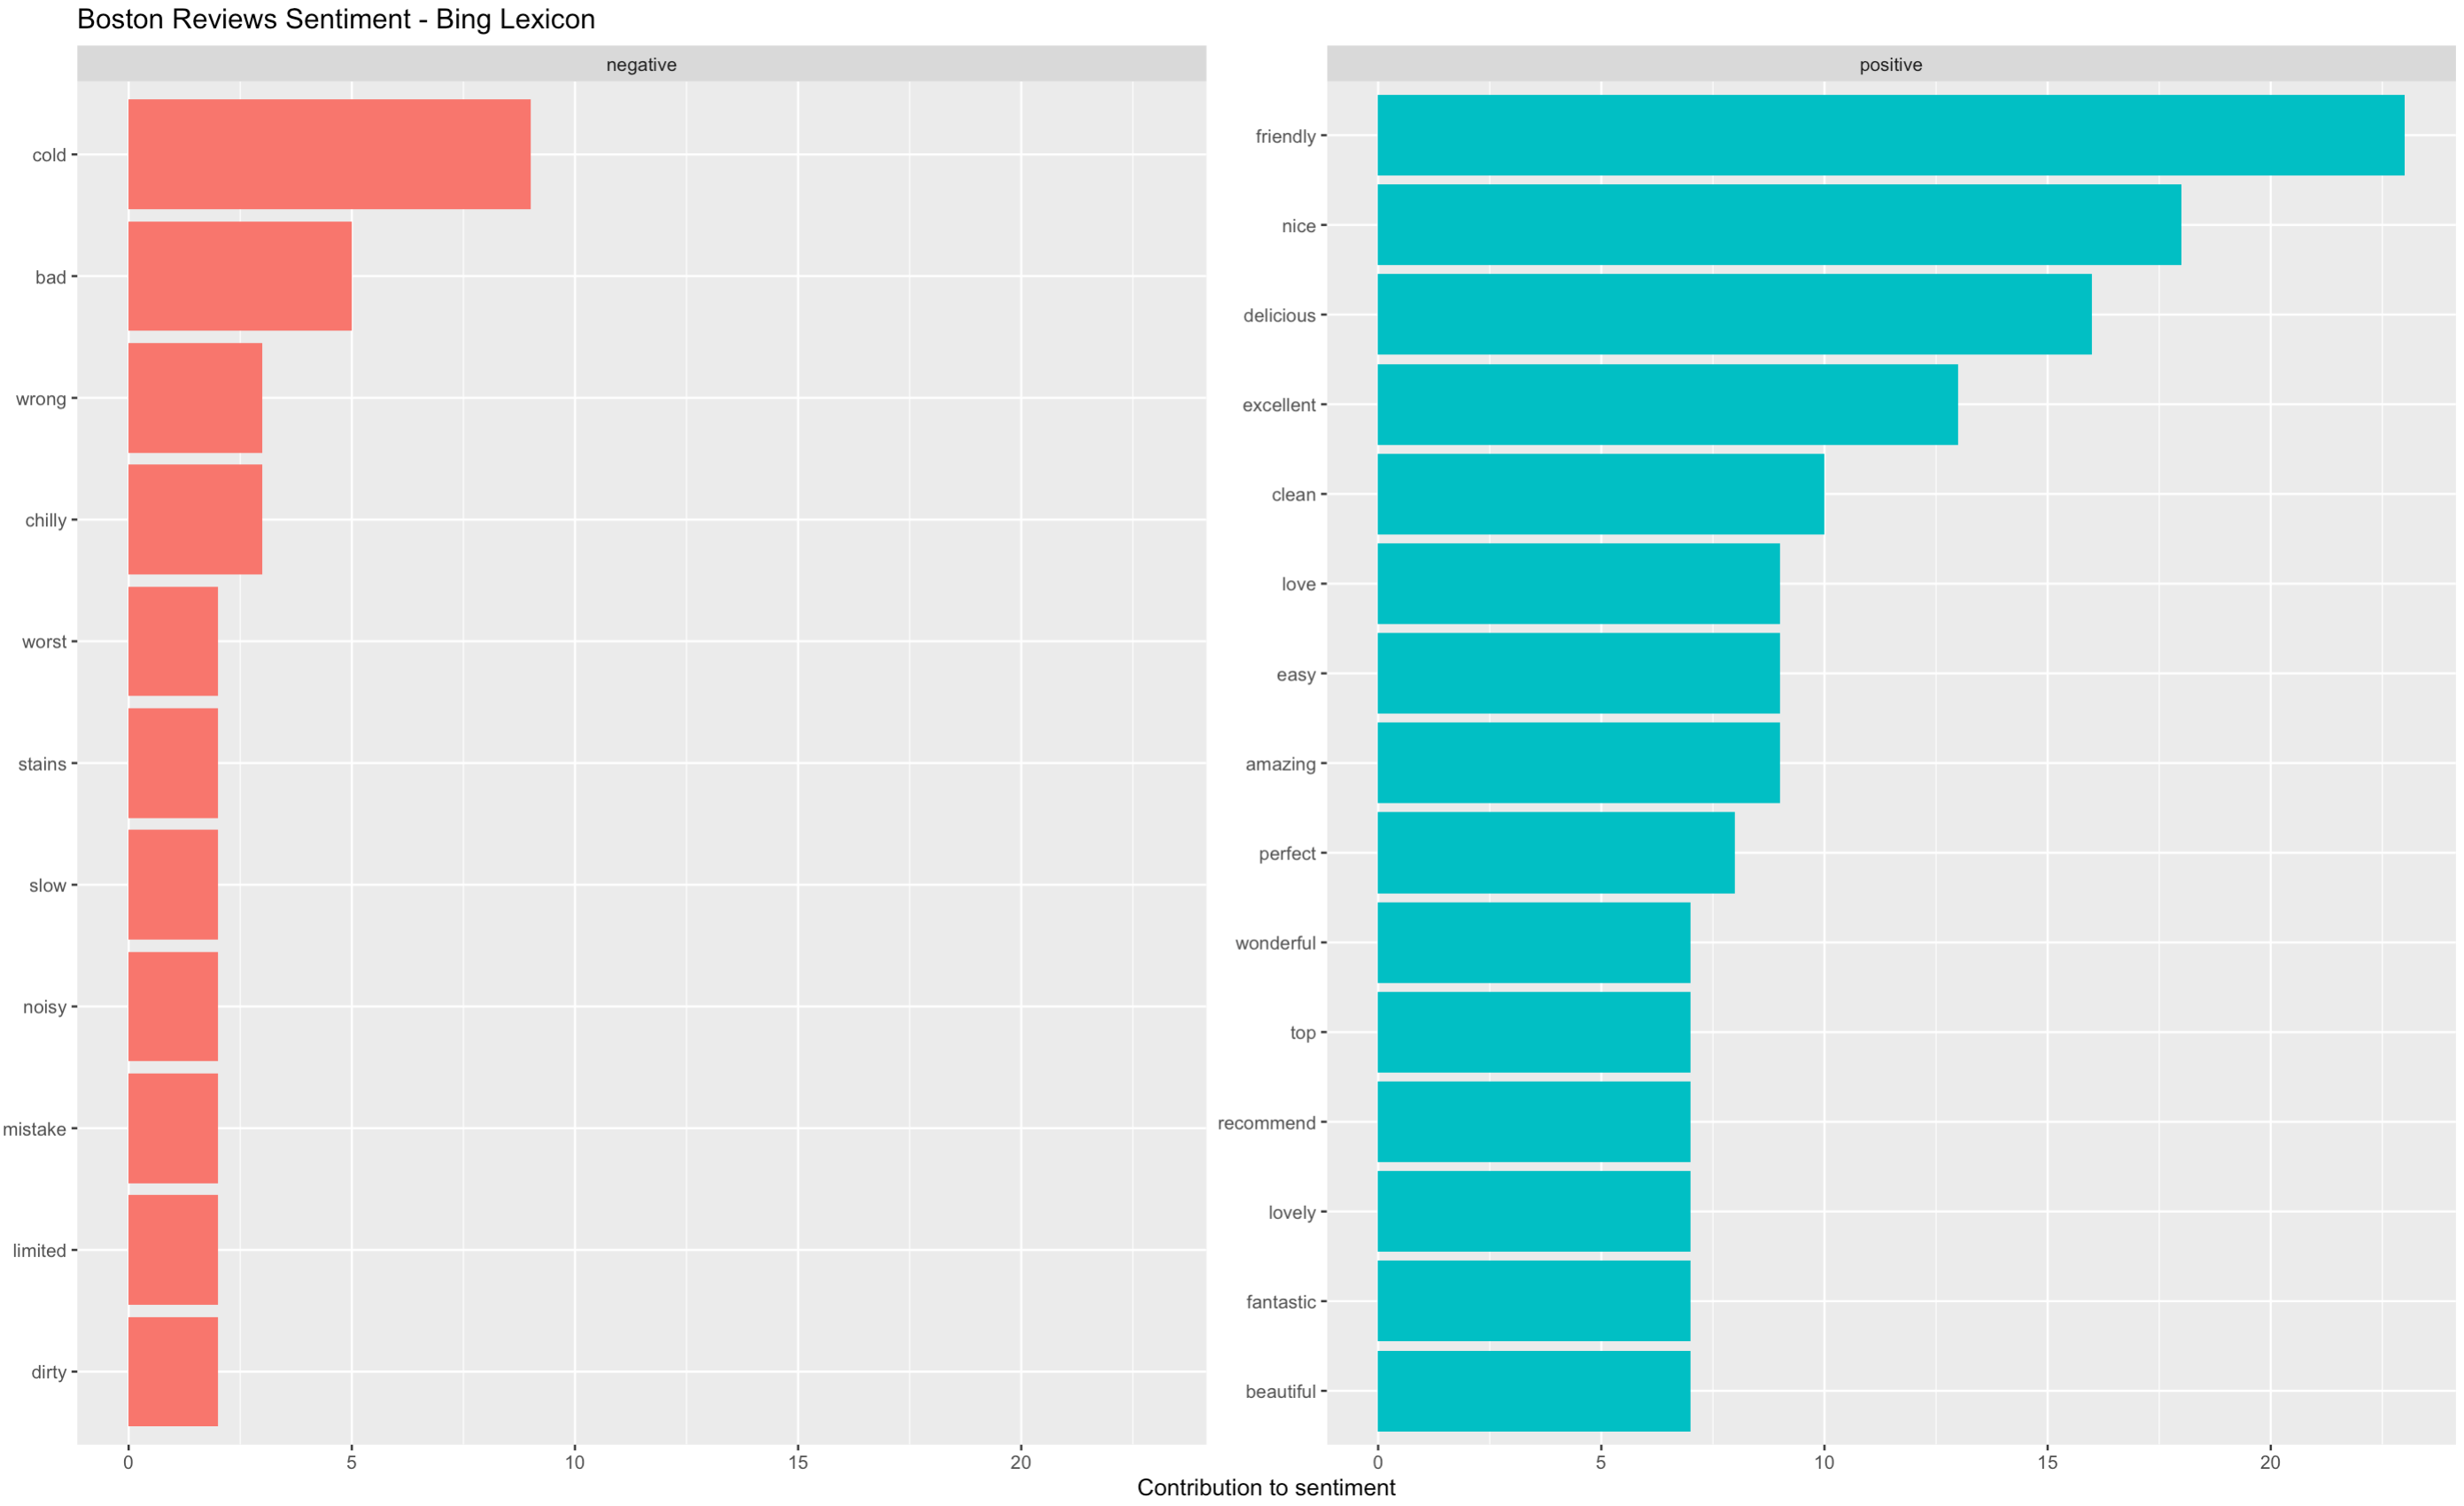 Boston Reviews Sentiment - Bing Lexicon
negative
cold
bad
wrong
chilly
worst
stains
slow
noisy
mistake
limited
dirty
0 5 10 15 20
positive
friendly
nice
delicious
excellent
clean
love
easy
amazing
perfect
wonderful
top
recommend
lovely
fantastic
beautiful
0 5 10 15 20
Contribution to sentiment